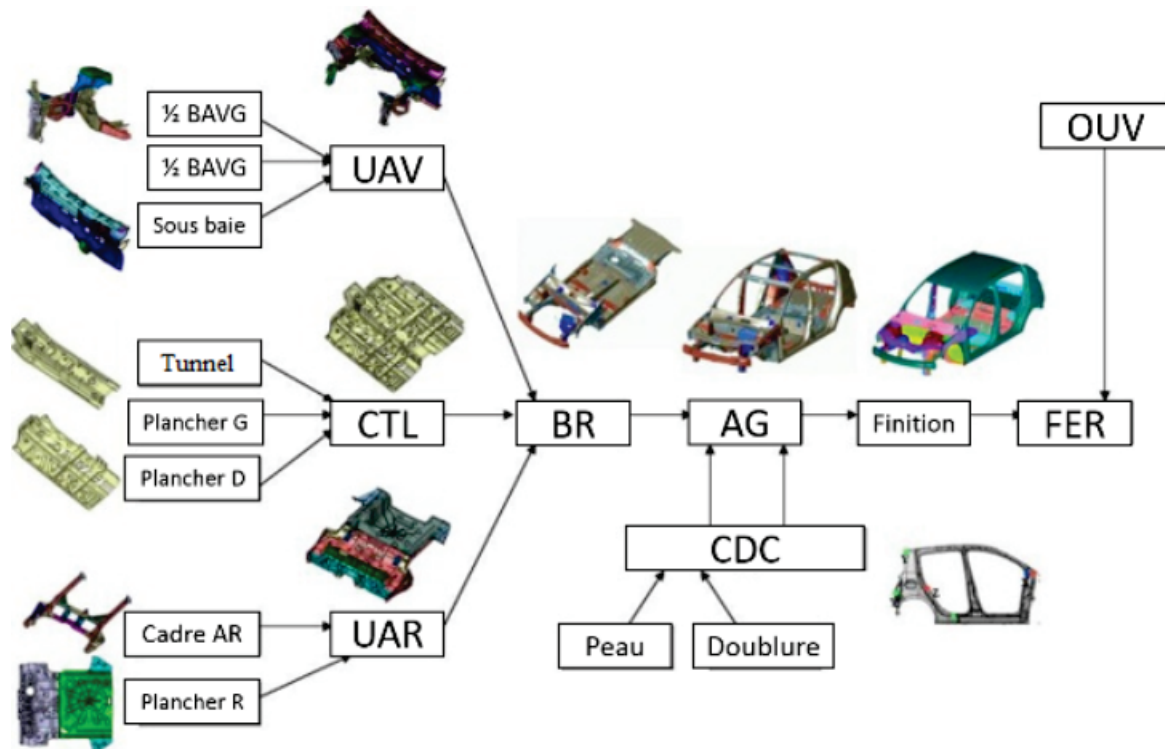 ½ BAVG
½ BAVG
Sous baie
UAV
OUV
Tunnel
Plancher G
Plancher D
CTL
BR
AG
Finition
FER
CDC
Cadre AR
Plancher R
UAR
Peau
Doublure